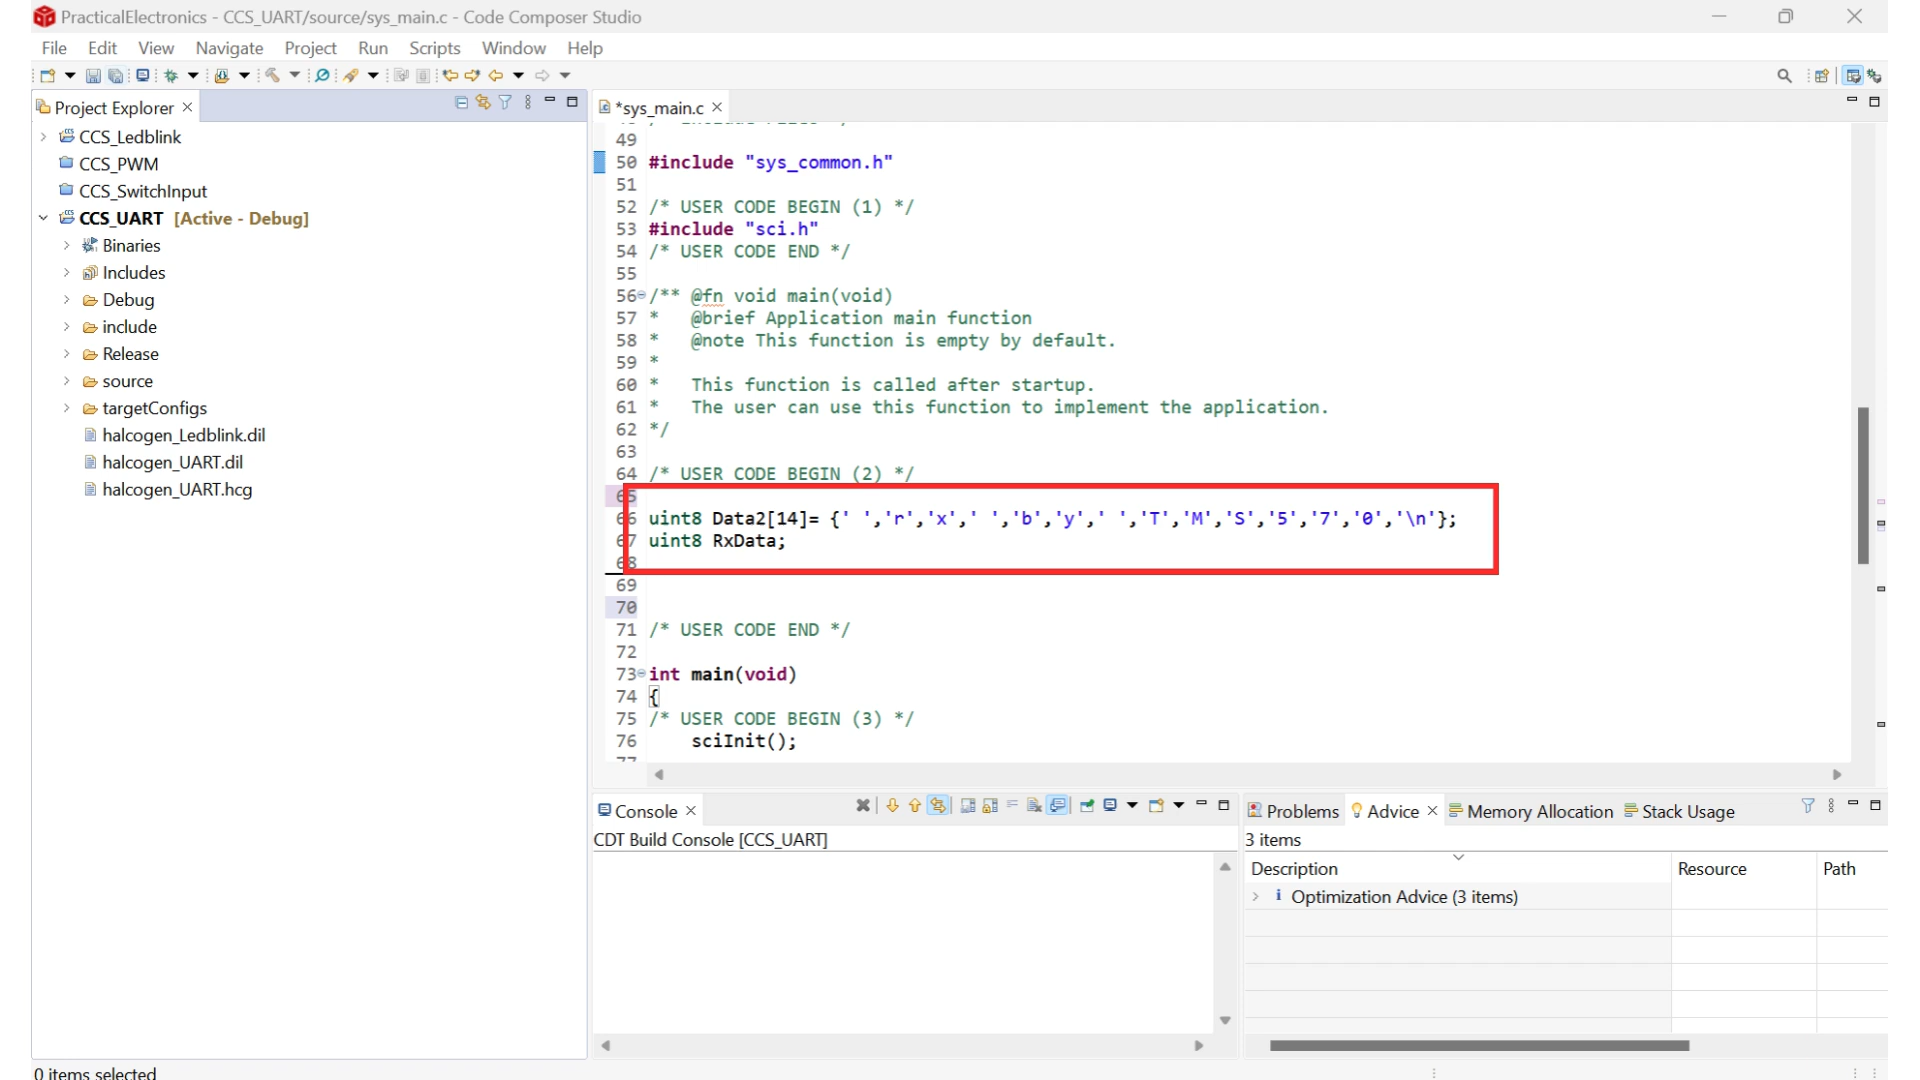 PracticalElectronics - CCS_UART/source/sys_main.c - Code Composer Studio
File Edit View Navigate Project Run Scripts Window Help
Project Explorer
*sys_main.c
CCS_Ledblink
CCS_PWM
CCS_SwitchInput
CCS_UART [Active - Debug]
Binaries
Includes
Debug
include
Release
source
targetConfigs
halcogen_Ledblink.dil
halcogen_UART.dil
halcogen_UART.hcg
49
50 #include "sys_common.h"
51
52 /* USER CODE BEGIN (1) */
53 #include "sci.h"
54 /* USER CODE END */
55
56 /** @fn void main(void)
57 * @brief Application main function
58 * @note This function is empty by default.
59 *
60 * This function is called after startup.
61 * The user can use this function to implement the application.
62 */
63
64 /* USER CODE BEGIN (2) */
65
66 uint8 Data2[14]= {' ','r','x',' ','b','y',' ','T','M','S','5','7','0','\n'};
67 uint8 RxData;
68
69
70
71 /* USER CODE END */
72
73 int main(void)
74 {
75 /* USER CODE BEGIN (3) */
76 sciInit();
77
Console
CDT Build Console [CCS_UART]
Problems Advice Memory Allocation Stack Usage
3 items
Description Resource Path
i Optimization Advice (3 items)
0 items selected